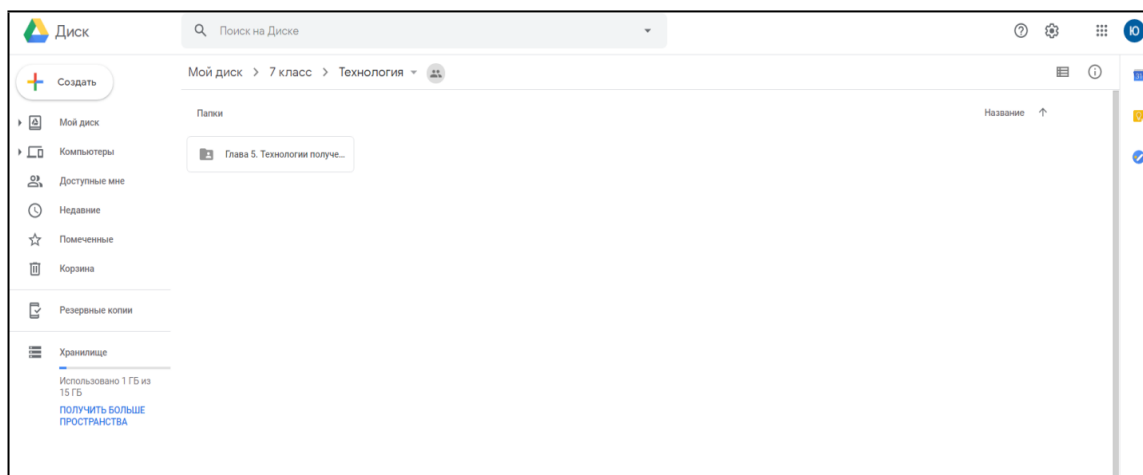 Диск
Поиск на Диске
Ю
Создать
Мой диск > 7 класс > Технология
31
Папки
Название
Глава 5. Технологии получе...
Мой диск
Компьютеры
Доступные мне
Недавние
Помеченные
Корзина
Резервные копии
Хранилище
Использовано 1 ГБ из
15 ГБ
ПОЛУЧИТЬ БОЛЬШЕ
ПРОСТРАНСТВА